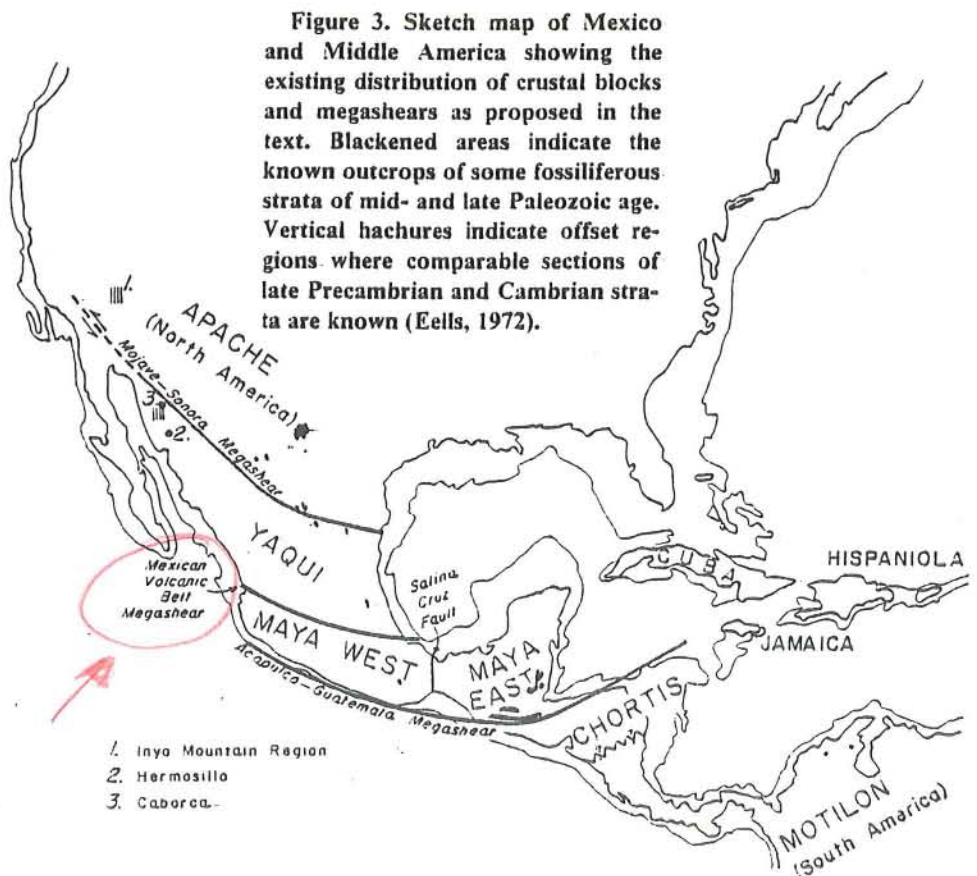 Figure 3. Sketch map of Mexico
and Middle America showing the
existing distribution of crustal blocks
and megashears as proposed in the
text. Blackened areas indicate the
known outcrops of some fossiliferous
strata of mid- and late Paleozoic age.
Vertical hachures indicate offset re-
gions where comparable sections of
late Precambrian and Cambrian stra-
ta are known (Eells, 1972).
1.
APACHE
(North America)
Mojave-Sonora Megashear
3.
2.
YAQUI
Mexican
Volcanic
Belt
Megashear
Salina
Cruz
Fault
CUBA
HISPANIOLA
JAMAICA
MAYA WEST
MAYA
EAST
Acapulco-Guatemala Megashear
CHORTIS
MOTILON
(South America)
1. Inyo Mountain Region
2. Hermosillo
3. Caborca